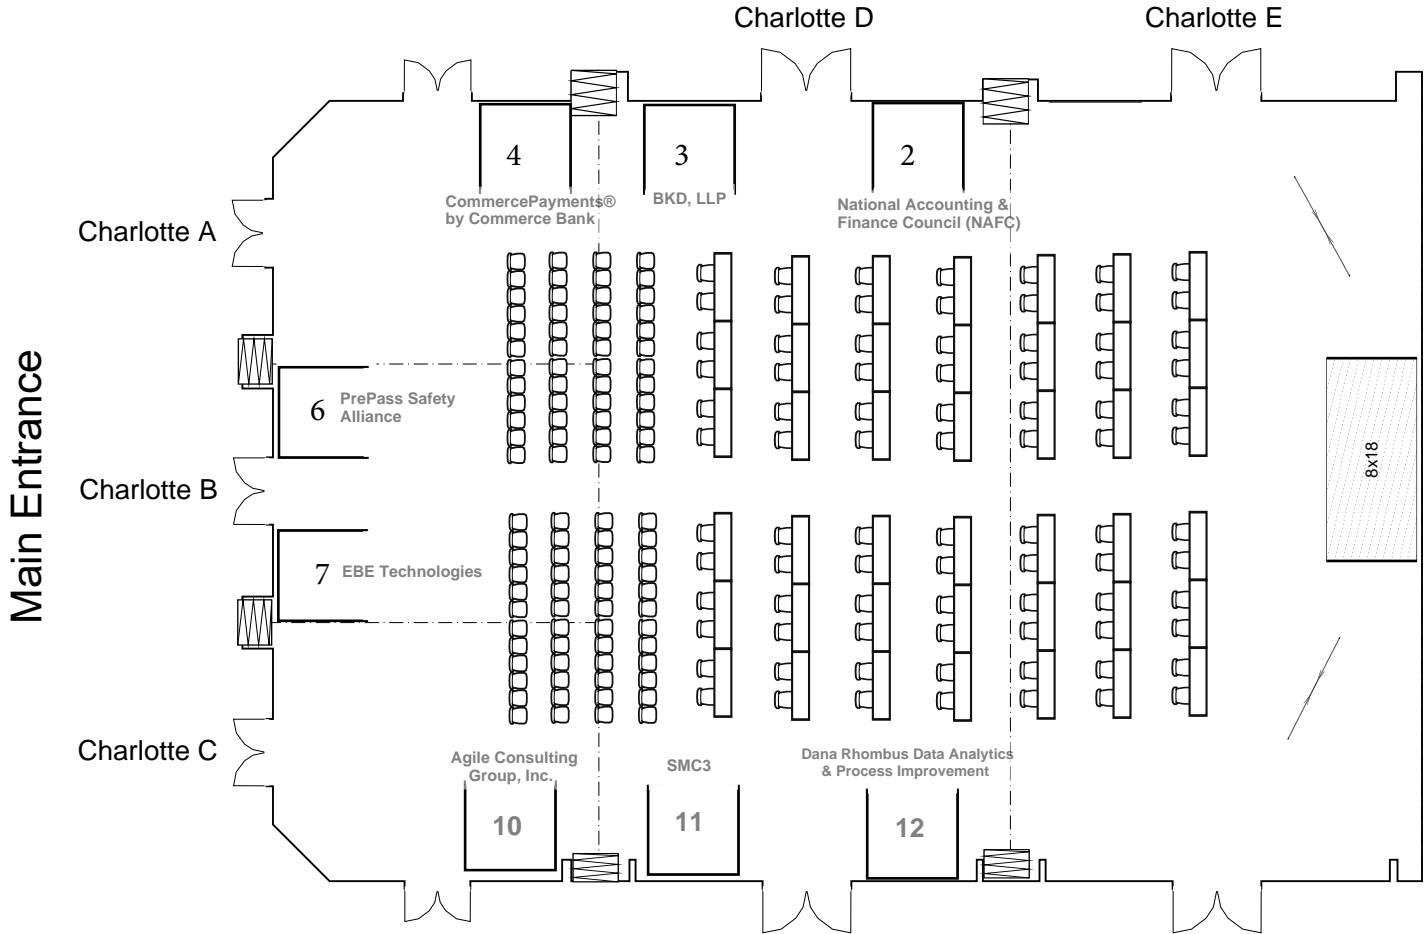 Charlotte D
Charlotte E
4
3
2
CommercePayments®
by Commerce Bank
BKD, LLP
National Accounting &
Finance Council (NAFC)
Charlotte A
Main Entrance
6
PrePass Safety
Alliance
8x18
Charlotte B
7
EBE Technologies
Charlotte C
Agile Consulting
Group, Inc.
SMC3
Dana Rhombus Data Analytics
& Process Improvement
10
11
12